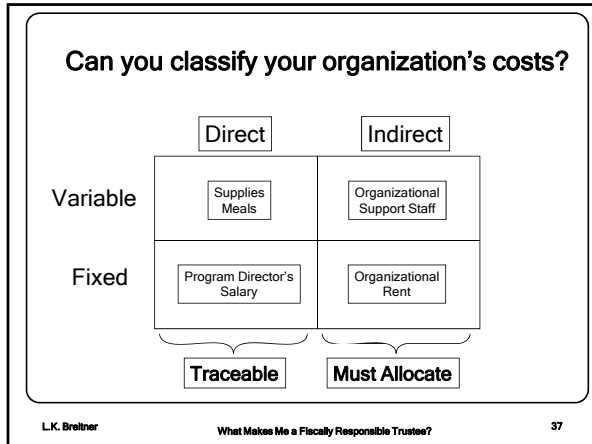 Can you classify your organization's costs?
Direct
Indirect
Variable
Supplies
Meals
Organizational
Support Staff
Fixed
Program Director's
Salary
Organizational
Rent
Traceable
Must Allocate
L.K. Breitner
What Makes Me a Fiscally Responsible Trustee?
37